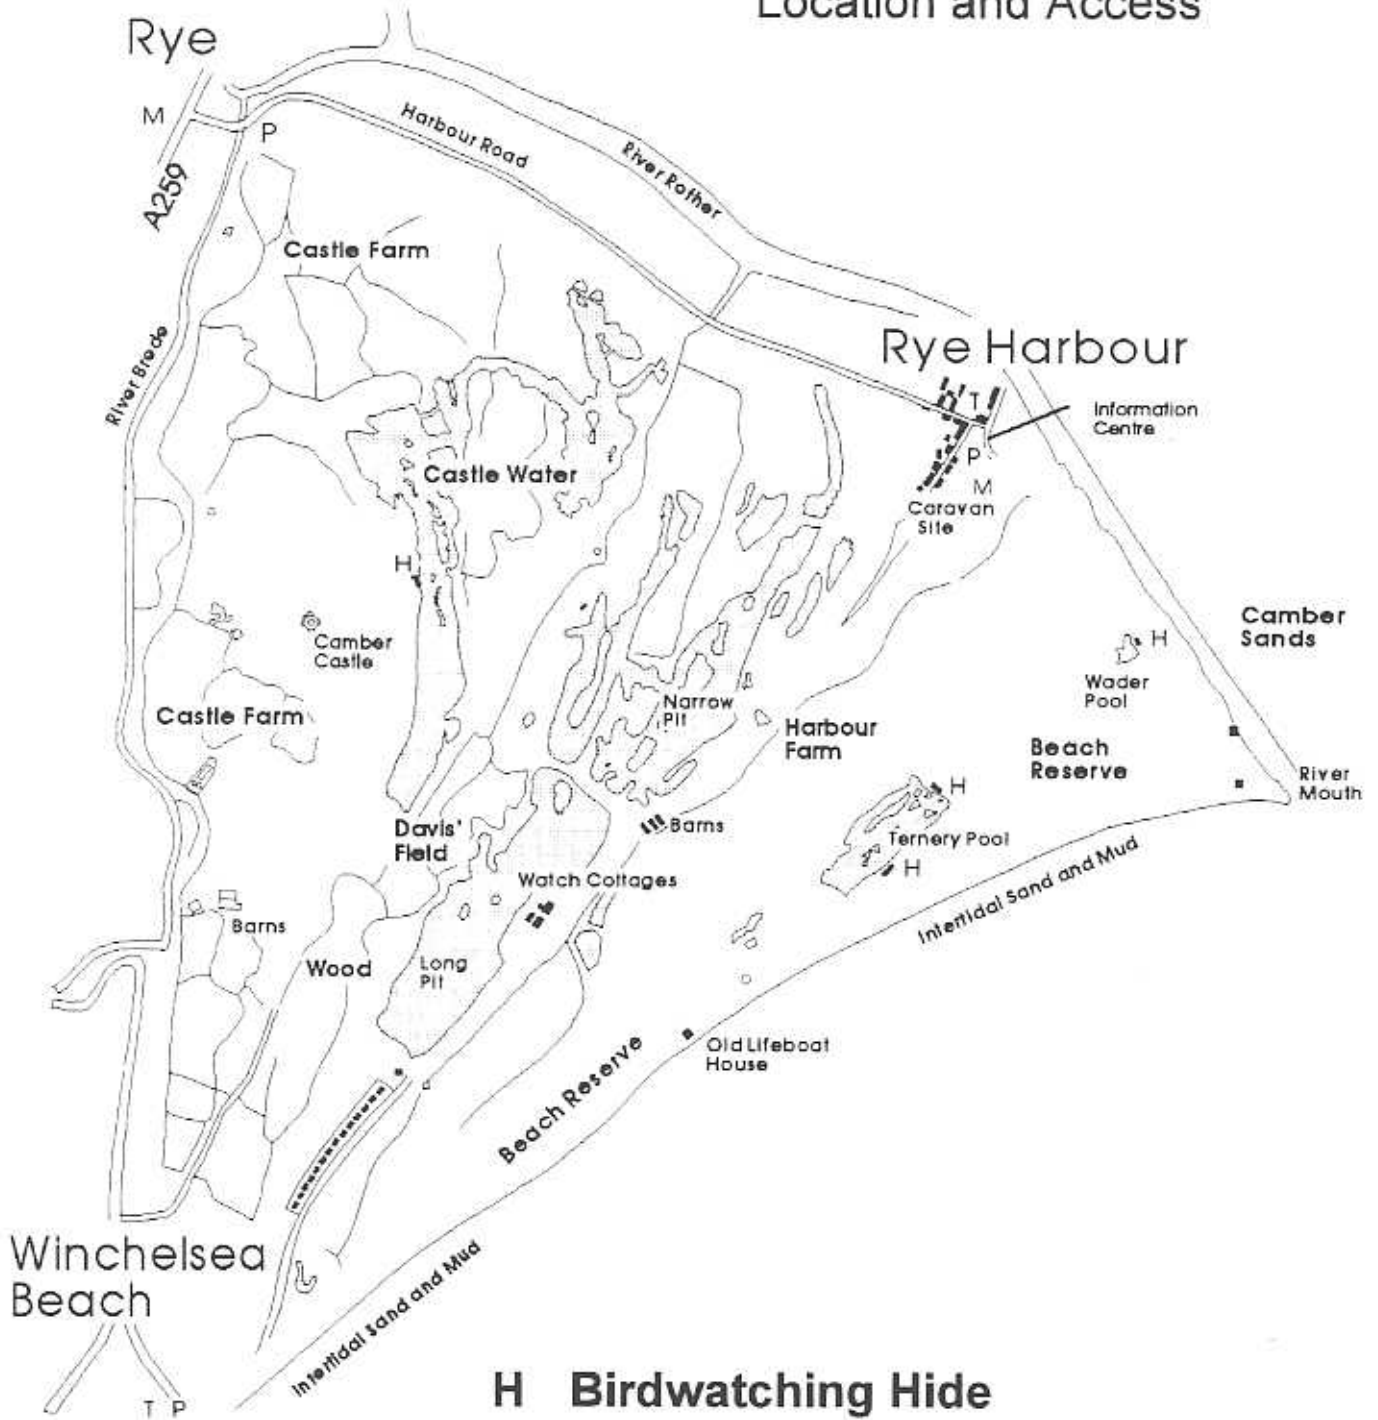 Location and Access
Rye
M
P
A259
Harbour Road
River Rother
Castle Farm
River Brede
Rye Harbour
T
Information
Centre
P
M
Caravan
Site
Castle Water
H
Camber
Castle
Camber
Sands
H
Wader
Pool
Castle Farm
Narrow
Pit
Harbour
Farm
Beach
Reserve
River
Mouth
H
Davis'
Field
Barns
Ternery Pool
H
Watch Cottages
Intertidal Sand and Mud
Barns
Wood
Long
Pit
Old Lifeboat
House
Beach Reserve
Winchelsea
Beach
Intertidal Sand and Mud
T P
H Birdwatching Hide